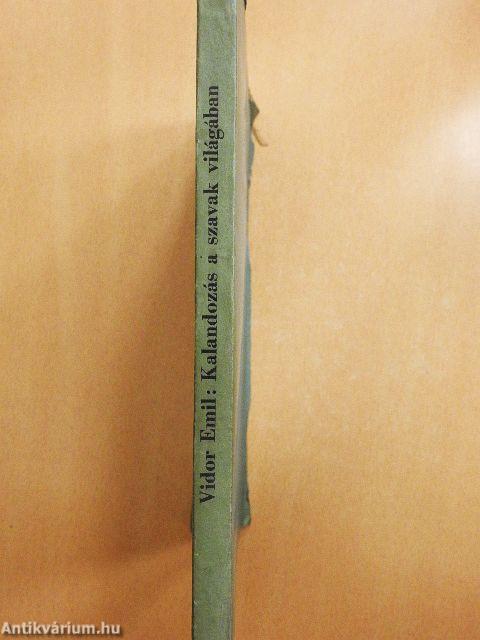 Vidor Emil: Kalandozás a szavak világában
Antikvárium.hu